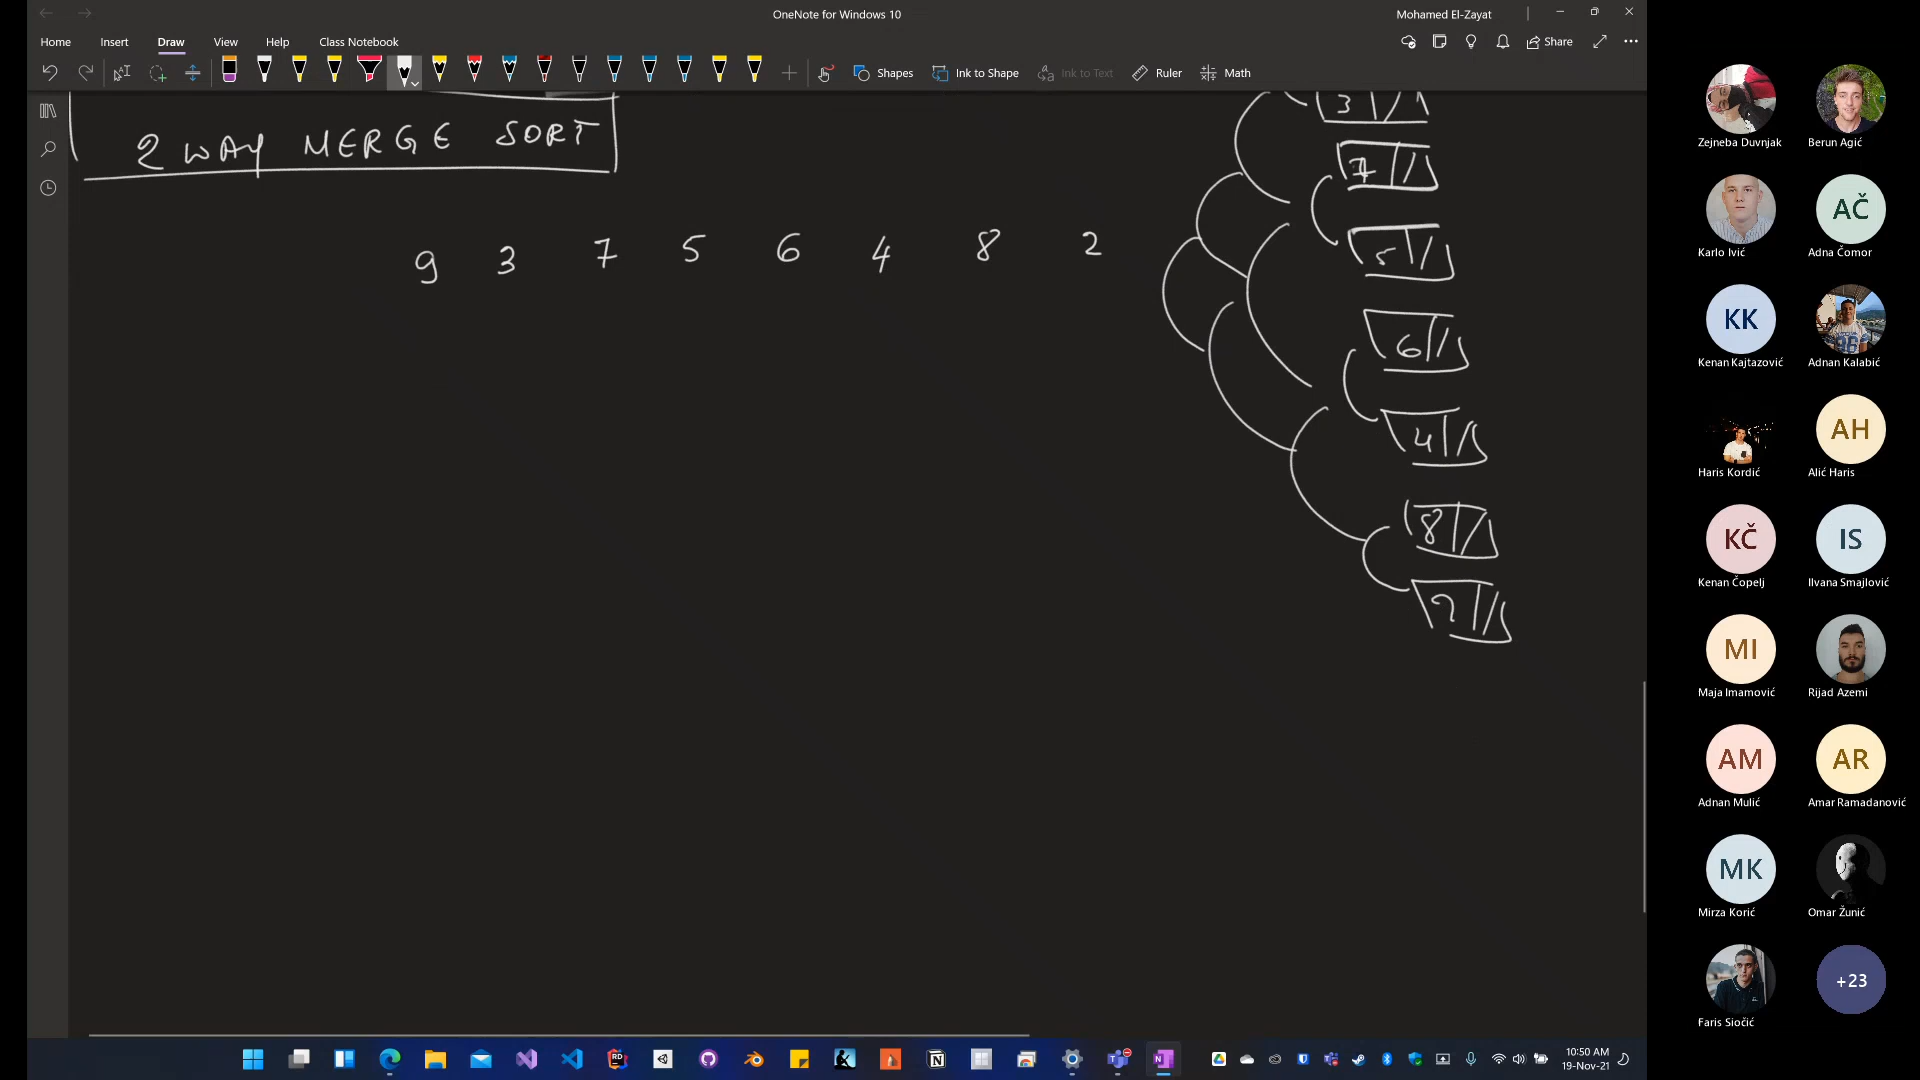 OneNote for Windows 10
Mohamed El-Zayat
Home Insert Draw View Help Class Notebook
Share
Shapes Ink to Shape Ink to Text Ruler Math
2 WAY MERGE SORT
9 3 7 5 6 4 8 2
3
7
5
6
4
8
2
Zejneba Duvnjak Berun Agić
AČ
Karlo Ivić Adna Čomor
KK
Kenan Kajtazović Adnan Kalabić
AH
Haris Kordić Alić Haris
KČ IS
Kenan Čopelj Ilvana Smajlović
MI
Maja Imamović Rijad Azemi
AM AR
Adnan Mulić Amar Ramadanović
MK
Mirza Korić Omar Žunić
+23
Faris Siočić
10:50 AM
19-Nov-21